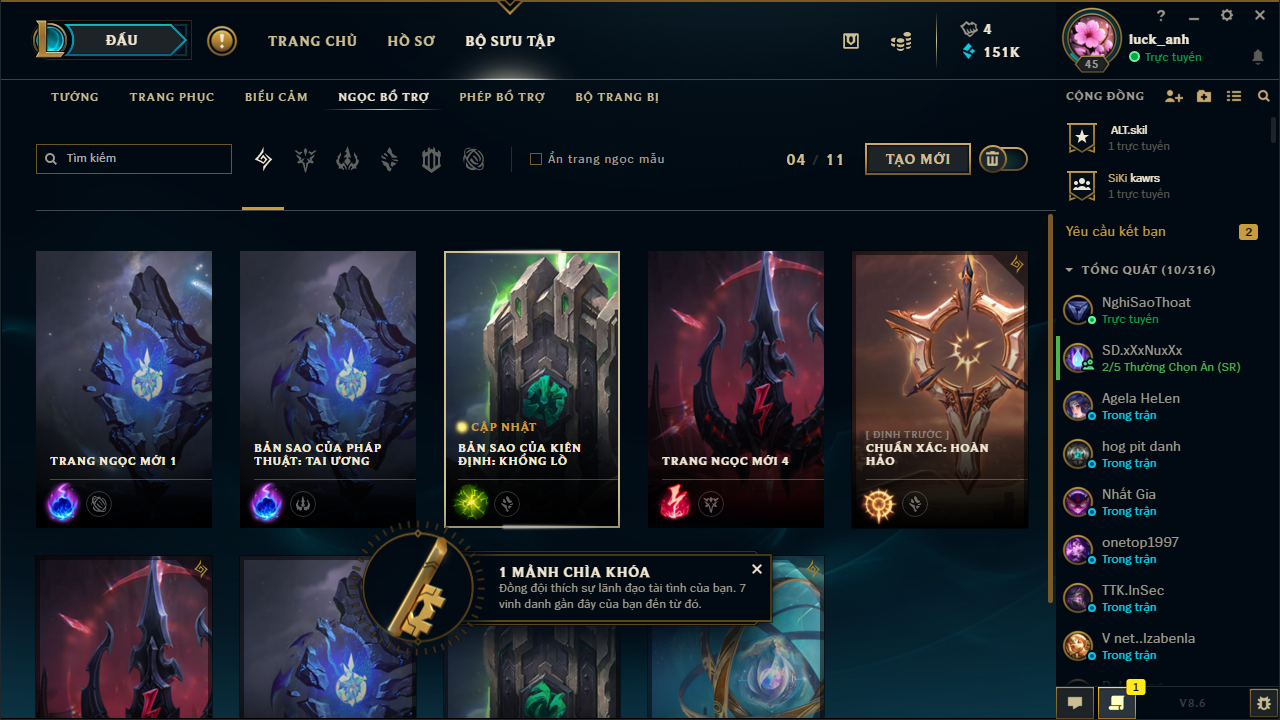 ĐẤU
TRANG CHỦ
HỒ SƠ
BỘ SƯU TẬP
4
151K
45
?
luck_anh
Trực tuyến
TƯỚNG
TRANG PHỤC
BIỂU CẢM
NGỌC BỔ TRỢ
PHÉP BỔ TRỢ
BỘ TRANG BỊ
CỘNG ĐỒNG
Tìm kiếm
Ẩn trang ngọc mẫu
04 / 11
TẠO MỚI
ALT.skil
1 trực tuyến
SiKi kawrs
1 trực tuyến
Yêu cầu kết bạn
2
TỔNG QUÁT (10/316)
NghiSaoThoat
Trực tuyến
SD.xXxNuxXx
2/5 Thường Chọn Ẩn (SR)
Agela HeLen
Trong trận
hog pit danh
Trong trận
Nhất Gia
Trong trận
onetop1997
Trong trận
TTK.InSec
Trong trận
V net..Izabenla
Trong trận
TRANG NGỌC MỚI 1
BẢN SAO CỦA PHÁP
THUẬT: TAI ƯƠNG
CẬP NHẬT
BẢN SAO CỦA KIÊN
ĐỊNH: KHỔNG LỒ
TRANG NGỌC MỚI 4
[ ĐỊNH TRƯỚC ]
CHUẨN XÁC: HOÀN
HẢO
1 MẢNH CHÌA KHÓA
Đồng đội thích sự lãnh đạo tài tình của bạn. 7
vinh danh gần đây của bạn đến từ đó.
1
V8.6